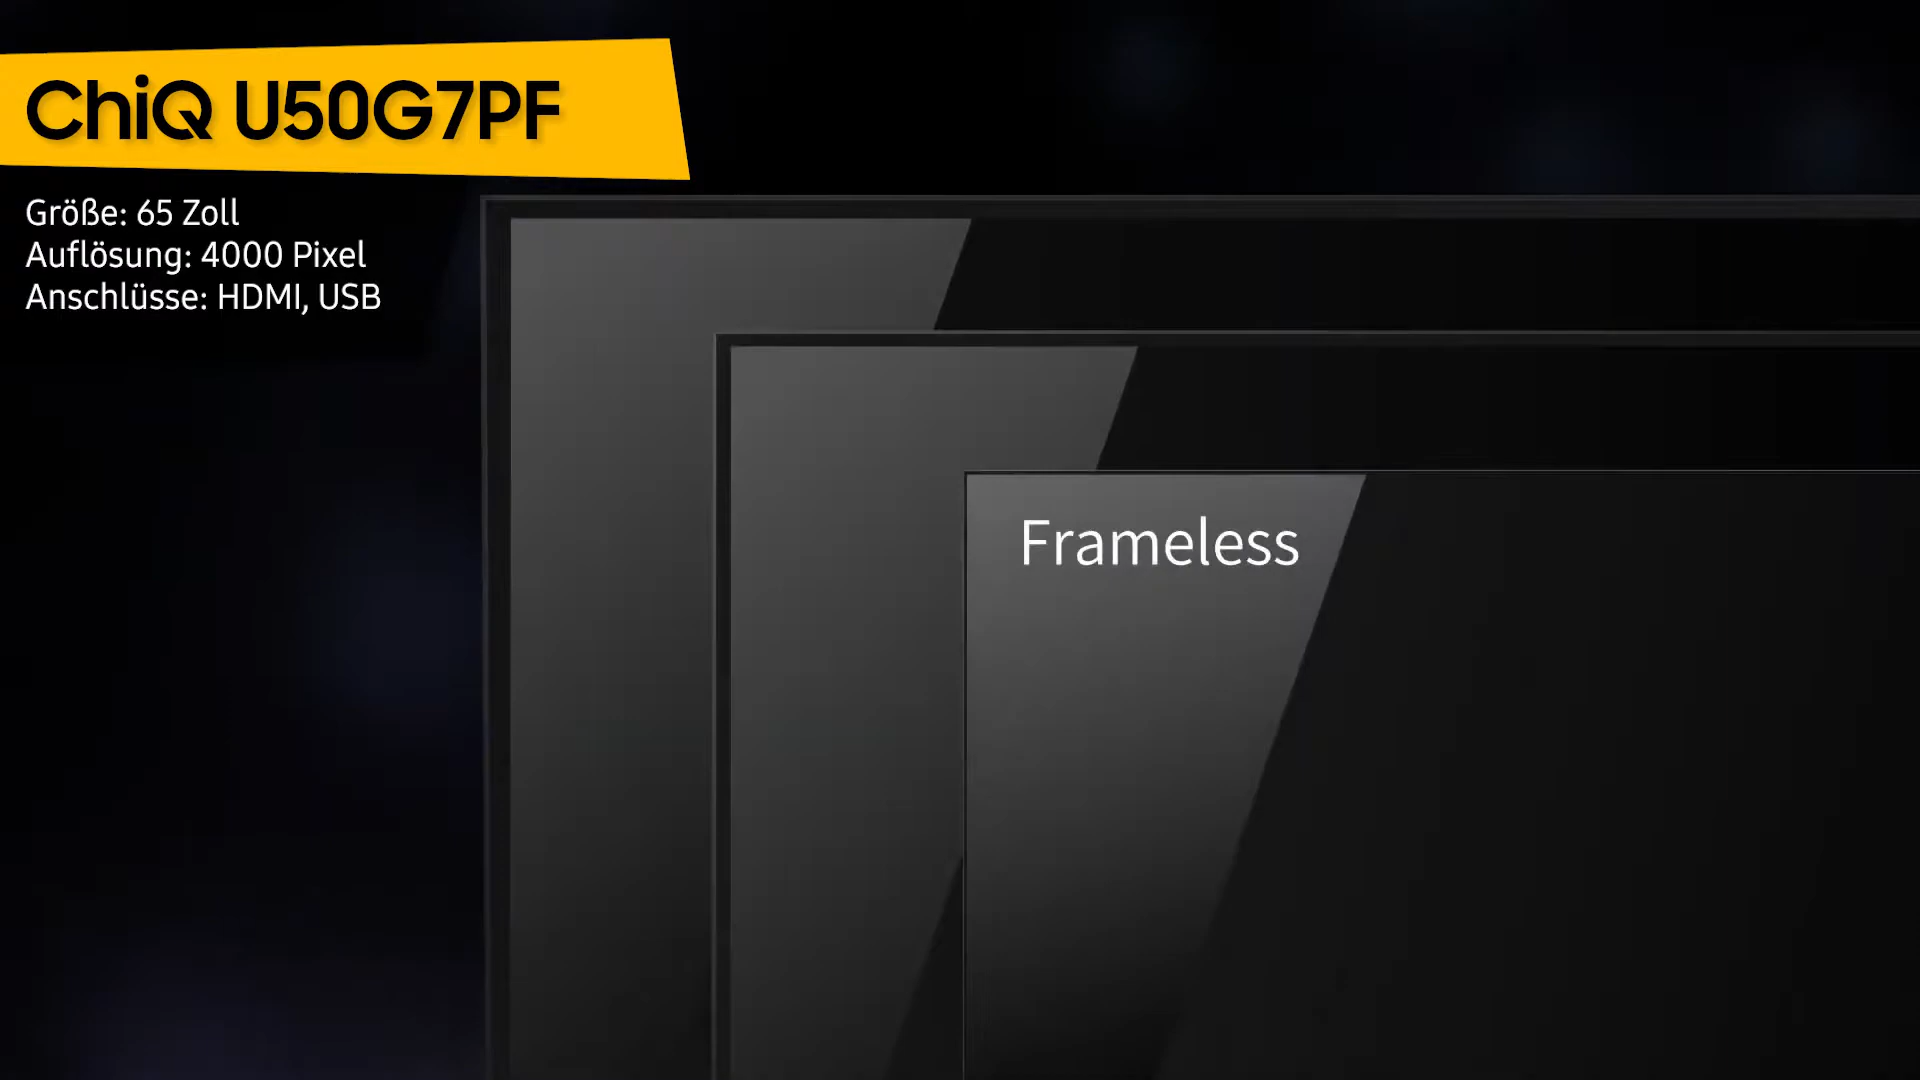 ChiQ U50G7PF
Größe: 65 Zoll
Auflösung: 4000 Pixel
Anschlüsse: HDMI, USB
Frameless